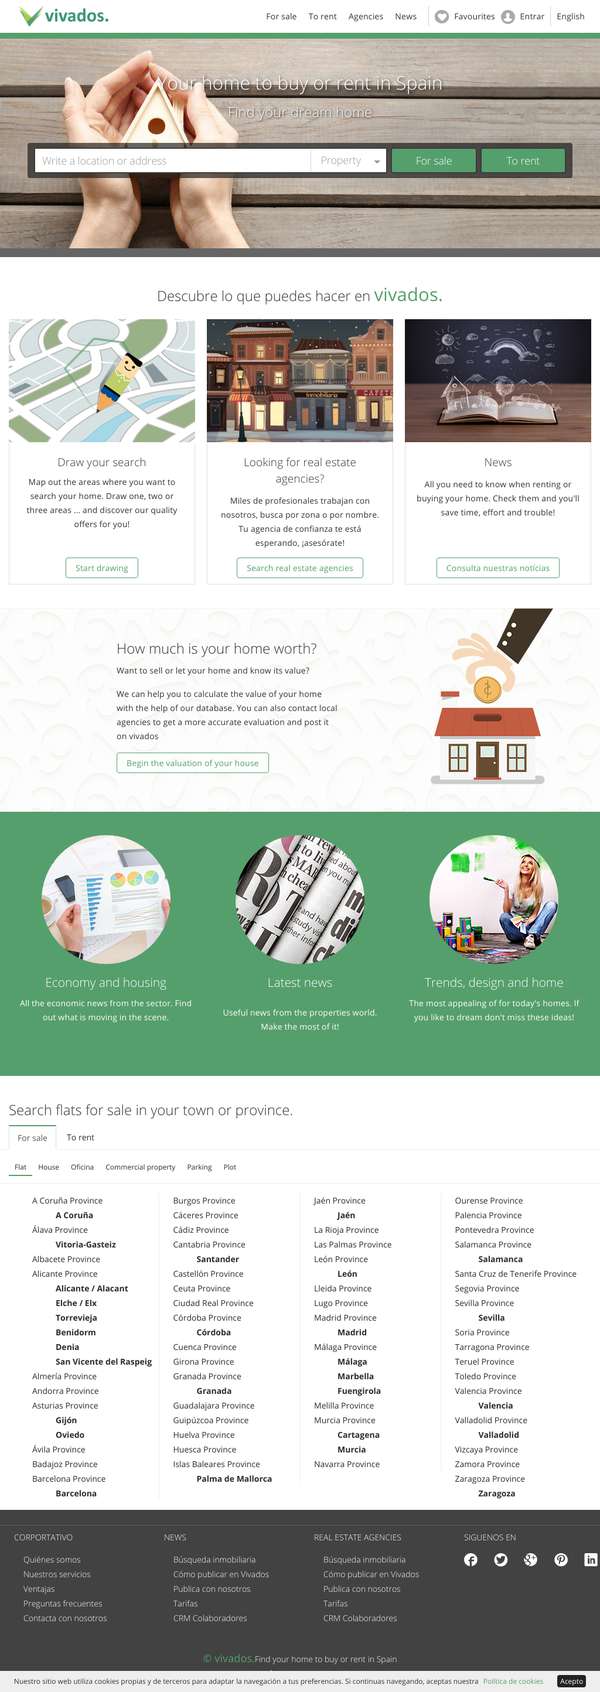 vivados.
For sale To rent Agencies News Favourites Entrar English
Your home to buy or rent in Spain
Find your dream home
Write a location or address Property For sale To rent
Descubre lo que puedes hacer en vivados.
Inmobiliaria
Draw your search
Map out the areas where you want to
search your home. Draw one, two or
three areas ... and discover our quality
offers for you!
Start drawing
Looking for real estate
agencies?
Miles de profesionales trabajan con
nosotros, busca por zona o por nombre.
Tu agencia de confianza te está
esperando, ¡asesórate!
Search real estate agencies
News
All you need to know when renting or
buying your home. Check them and you'll
save time, effort and trouble!
Consulta nuestras noticias
How much is your home worth?
Want to sell or let your home and know its value?
We can help you to calculate the value of your home
with the help of our database. You can also contact local
agencies to get a more accurate evaluation and post it
on vivados
Begin the valuation of your house
Economy and housing
All the economic news from the sector. Find
out what is moving in the scene.
Latest news
Useful news from the properties world.
Make the most of it!
Trends, design and home
The most appealing of for today's homes. If
you like to dream don't miss these ideas!
Search flats for sale in your town or province.
For sale To rent
Flat House Oficina Commercial property Parking Plot
A Coruña Province
A Coruña
Álava Province
Vitoria-Gasteiz
Albacete Province
Alicante Province
Alicante / Alacant
Elche / Elx
Torrevieja
Benidorm
Denia
San Vicente del Raspeig
Almería Province
Andorra Province
Asturias Province
Gijón
Oviedo
Ávila Province
Badajoz Province
Barcelona Province
Barcelona
Burgos Province
Cáceres Province
Cádiz Province
Cantabria Province
Santander
Castellón Province
Ceuta Province
Ciudad Real Province
Córdoba Province
Córdoba
Cuenca Province
Girona Province
Granada Province
Granada
Guadalajara Province
Guipúzcoa Province
Huelva Province
Huesca Province
Islas Baleares Province
Palma de Mallorca
Jaén Province
Jaén
La Rioja Province
Las Palmas Province
León Province
León
Lleida Province
Lugo Province
Madrid Province
Madrid
Málaga Province
Málaga
Marbella
Fuengirola
Melilla Province
Murcia Province
Cartagena
Murcia
Navarra Province
Ourense Province
Palencia Province
Pontevedra Province
Salamanca Province
Salamanca
Santa Cruz de Tenerife Province
Segovia Province
Sevilla Province
Sevilla
Soria Province
Tarragona Province
Teruel Province
Toledo Province
Valencia Province
Valencia
Valladolid Province
Valladolid
Vizcaya Province
Zamora Province
Zaragoza Province
Zaragoza
CORPORTATIVO
Quiénes somos
Nuestros servicios
Ventajas
Preguntas frecuentes
Contacta con nosotros
NEWS
Búsqueda inmobiliaria
Cómo publicar en Vivados
Publica con nosotros
Tarifas
CRM Colaboradores
REAL ESTATE AGENCIES
Búsqueda inmobiliaria
Cómo publicar en Vivados
Publica con nosotros
Tarifas
CRM Colaboradores
SIGUENOS EN
© vivados. Find your home to buy or rent in Spain
Nuestro sitio web utiliza cookies propias y de terceros para adaptar la navegación a tus preferencias. Si continuas navegando, aceptas nuestra Política de cookies Acepto